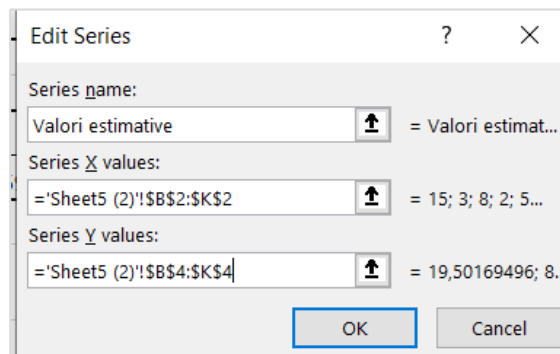 Edit Series
?
Series name:
Valori estimative
= Valori estimat...
Series X values:
='Sheet5 (2)'!$B$2:$K$2
= 15; 3; 8; 2; 5...
Series Y values:
='Sheet5 (2)'!$B$4:$K$4
= 19,50169496; 8..
OK
Cancel